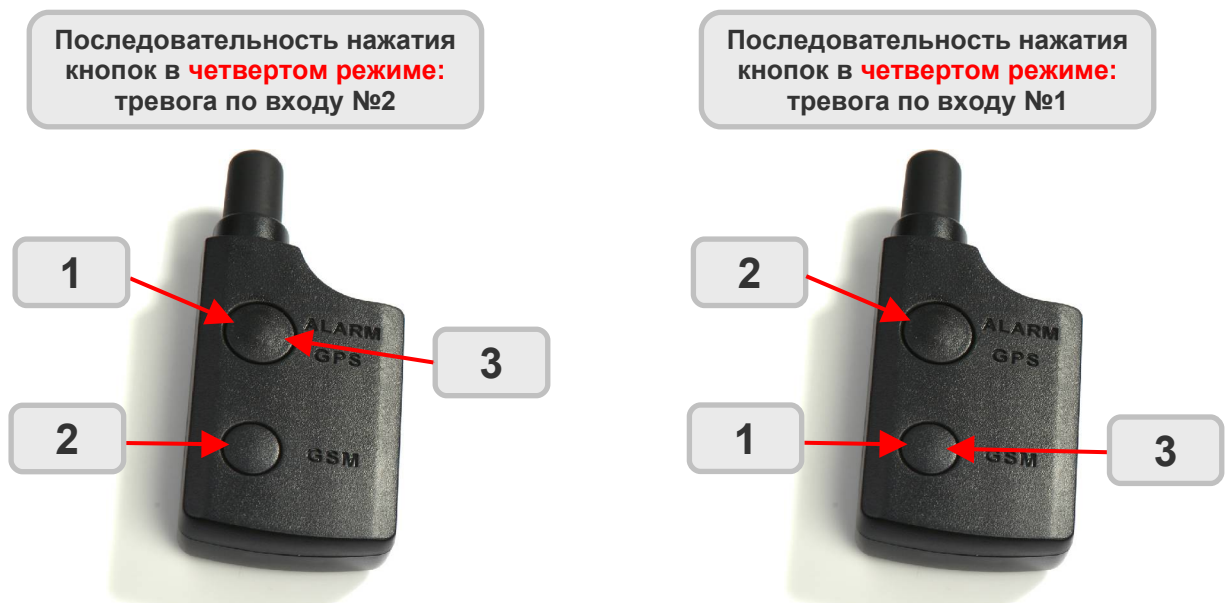 Последовательность нажатия
кнопок в четвертом режиме:
тревога по входу №2
1
ALARM
GPS
3
2
GSM
Последовательность нажатия
кнопок в четвертом режиме:
тревога по входу №1
2
ALARM
GPS
1
GSM
3